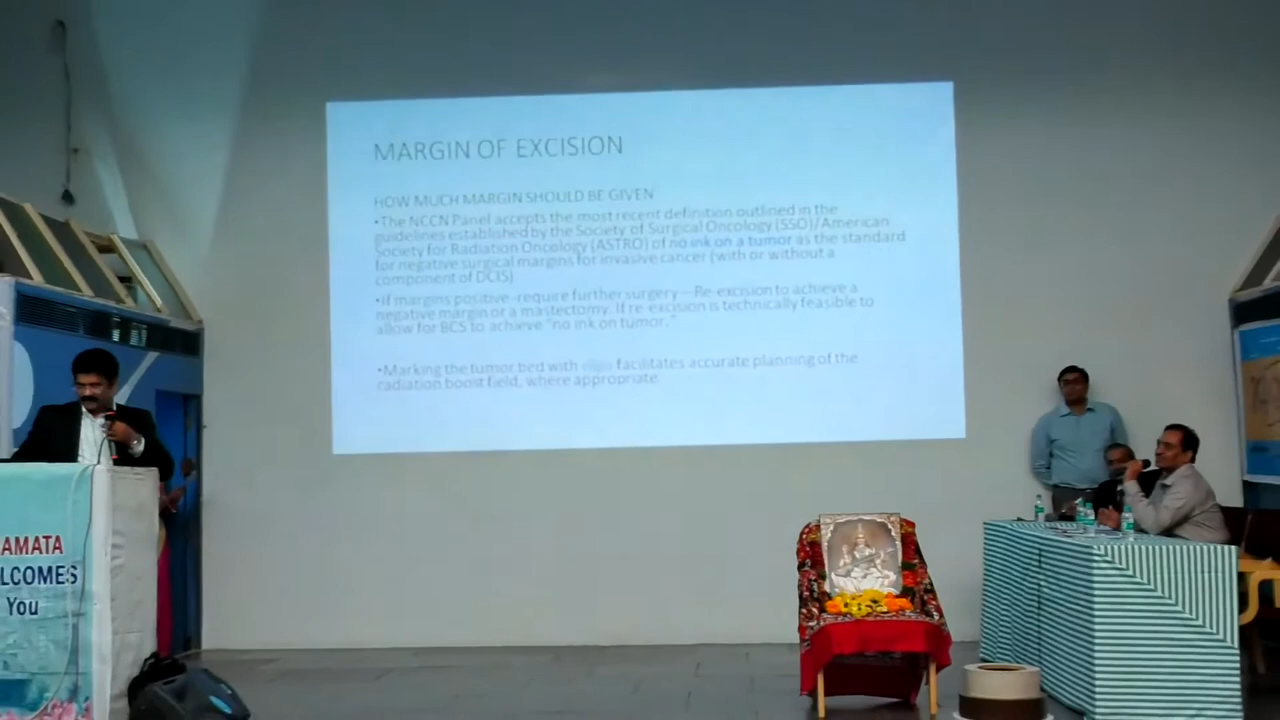 MARGIN OF EXCISION
HOW MUCH MARGIN SHOULD BE GIVEN
•The NCCN Panel accepts the most recent definition outlined in the
guidelines established by the Society of Surgical Oncology (SSO)/American
Society for Radiation Oncology (ASTRO) of no ink on a tumor as the standard
for negative surgical margins for invasive cancer (with or without a
component of DCIS)
•If margins positive -require further surgery—Re-excision to achieve a
negative margin or a mastectomy. If re-excision is technically feasible to
allow for BCS to achieve "no ink on tumor,"
•Marking the tumor bed with clips facilitates accurate planning of the
radiation boost field, where appropriate
AMATA
LCOMES
You